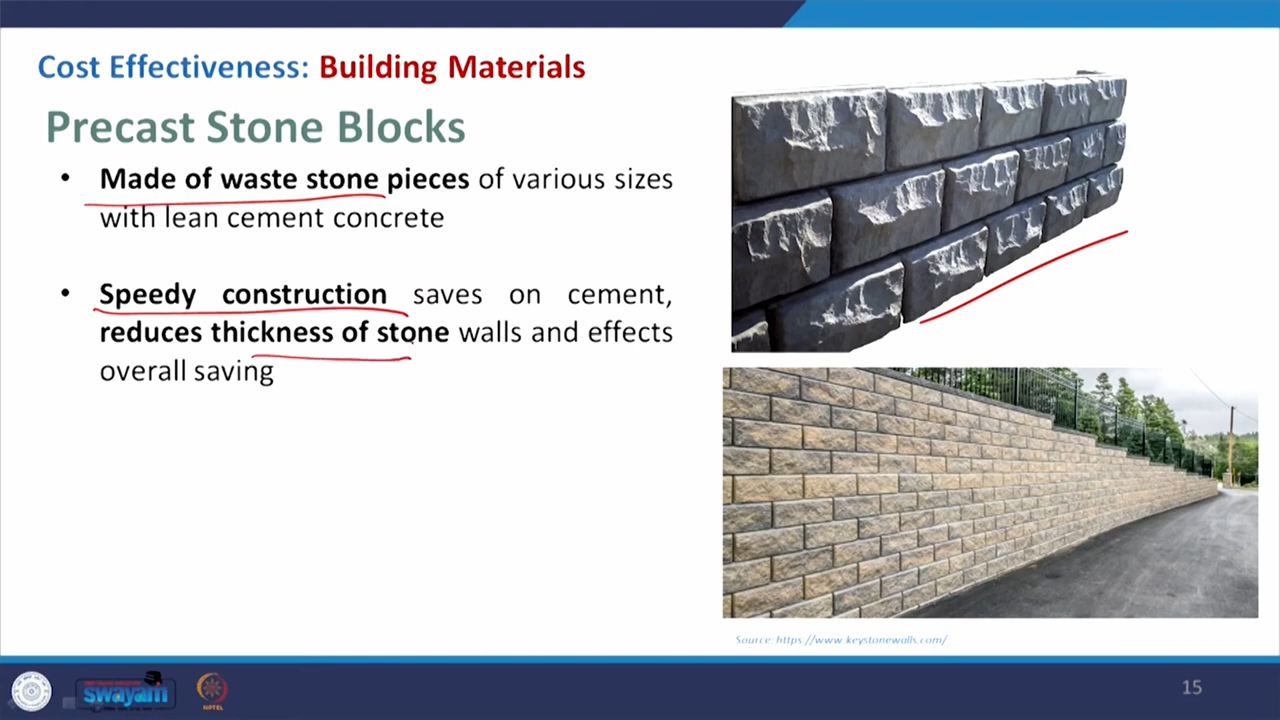 Cost Effectiveness: Building Materials
Precast Stone Blocks
• Made of waste stone pieces of various sizes
with lean cement concrete
• Speedy construction saves on cement,
reduces thickness of stone walls and effects
overall saving
Source: https://www.keystonewalls.com/
swayam
NPTEL
15